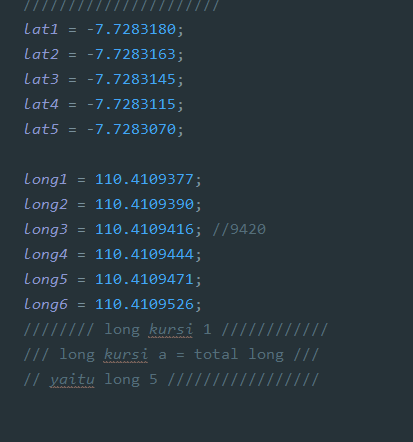 //////////////////////
lat1 = -7.7283180;
lat2 = -7.7283163;
lat3 = -7.7283145;
lat4 = -7.7283115;
lat5 = -7.7283070;
long1 = 110.4109377;
long2 = 110.4109390;
long3 = 110.4109416; //9420
long4 = 110.4109444;
long5 = 110.4109471;
long6 = 110.4109526;
//////// long kursi 1 ////////////
/// long kursi a = total long ///
// yaitu long 5 /////////////////